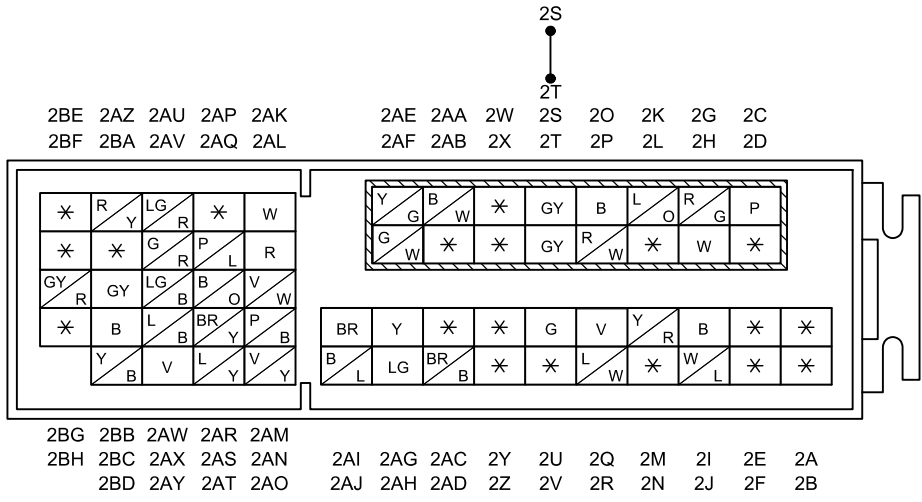 2S
2T
2BE 2AZ 2AU 2AP 2AK 2AE 2AA 2W 2S 2O 2K 2G 2C
2BF 2BA 2AV 2AQ 2AL 2AF 2AB 2X 2T 2P 2L 2H 2D
* R/Y LG/R * W Y/G B/W * GY B L/O R/G P
* * G/R P/L R G/W * * GY R/W * W *
GY/R GY LG/B B/O V/W
* B L/B BR/Y P/B BR Y * * G V Y/R B * *
Y/B V L/Y V/Y B/L LG BR/B * * L/W * W/L * *
2BG 2BB 2AW 2AR 2AM
2BH 2BC 2AX 2AS 2AN 2AI 2AG 2AC 2Y 2U 2Q 2M 2I 2E 2A
2BD 2AY 2AT 2AO 2AJ 2AH 2AD 2Z 2V 2R 2N 2J 2F 2B